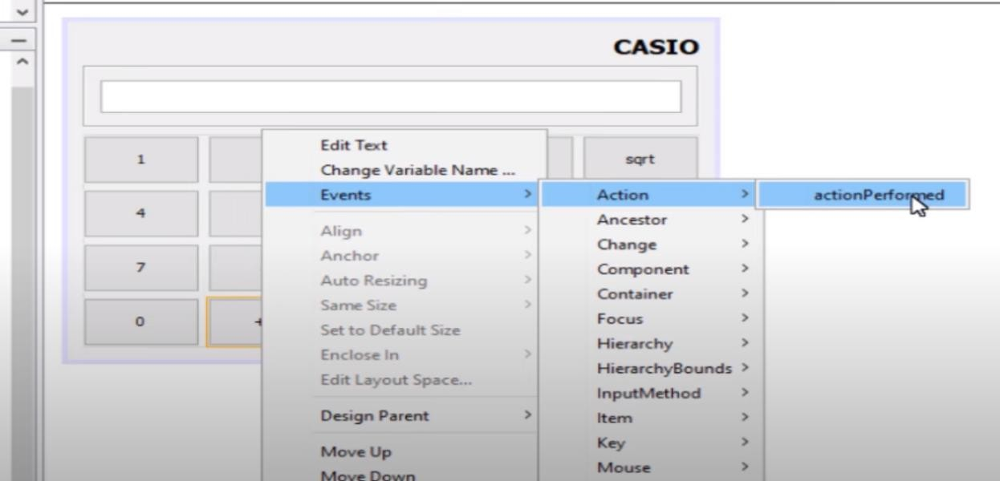 CASIO
1
sqrt
4
7
0
+
Edit Text
Change Variable Name ...
Events
Align
Anchor
Auto Resizing
Same Size
Set to Default Size
Enclose In
Edit Layout Space...
Design Parent
Move Up
Move Down
Action
Ancestor
Change
Component
Container
Focus
Hierarchy
HierarchyBounds
InputMethod
Item
Key
Mouse
actionPerformed